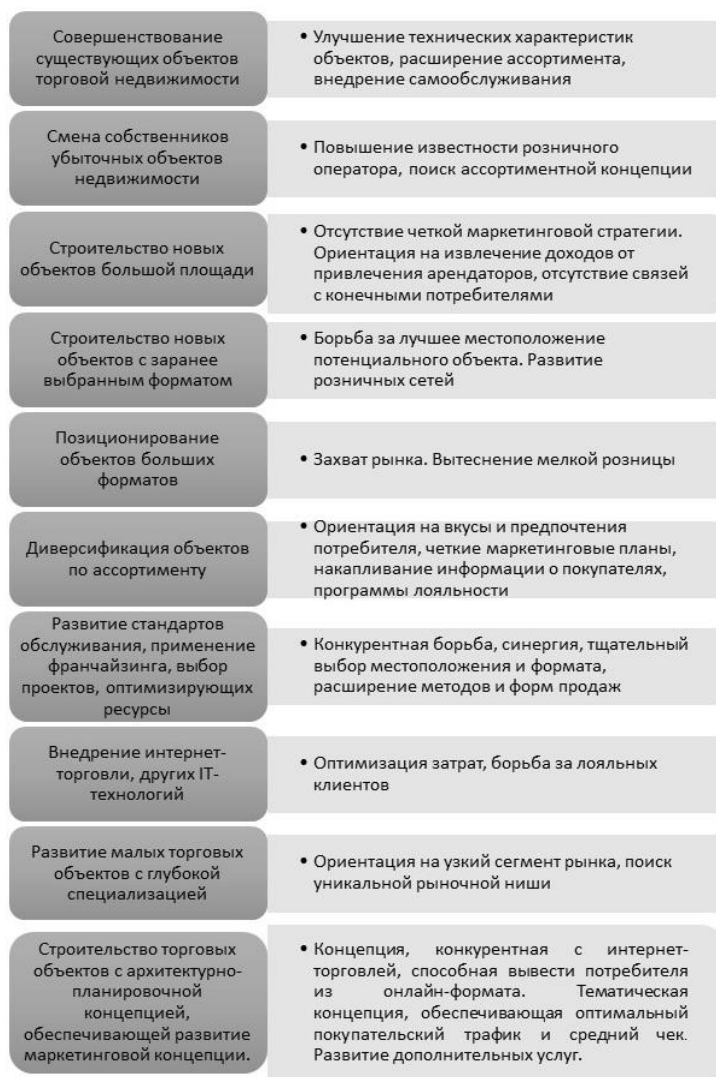 Совершенствование
существующих объектов
торговой недвижимости
• Улучшение технических характеристик
объектов, расширение ассортимента,
внедрение самообслуживания
Смена собственников
убыточных объектов
недвижимости
• Повышение известности розничного
оператора, поиск ассортиментной концепции
Строительство новых
объектов большой площади
• Отсутствие четкой маркетинговой стратегии.
Ориентация на извлечение доходов от
привлечения арендаторов, отсутствие связей
с конечными потребителями
Строительство новых
объектов с заранее
выбранным форматом
• Борьба за лучшее местоположение
потенциального объекта. Развитие
розничных сетей
Позиционирование
объектов больших
форматов
• Захват рынка. Вытеснение мелкой розницы
Диверсификация объектов
по ассортименту
• Ориентация на вкусы и предпочтения
потребителя, четкие маркетинговые планы,
накапливание информации о покупателях,
программы лояльности
Развитие стандартов
обслуживания, применение
франчайзинга, выбор
проектов, оптимизирующих
ресурсы
• Конкурентная борьба, синергия, тщательный
выбор местоположения и формата,
расширение методов и форм продаж
Внедрение интернет-
торговли, других IT-
технологий
• Оптимизация затрат, борьба за лояльных
клиентов
Развитие малых торговых
объектов с глубокой
специализацией
• Ориентация на узкий сегмент рынка, поиск
уникальной рыночной ниши
Строительство торговых
объектов с архитектурно-
планировочной
концепцией,
обеспечивающей развитие
маркетинговой концепции.
• Концепция, конкурентная с интернет-
торговлей, способная вывести потребителя
из онлайн-формата. Тематическая
концепция, обеспечивающая оптимальный
покупательский трафик и средний чек.
Развитие дополнительных услуг.